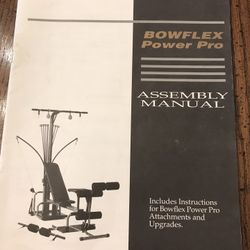 BOWFLEX
Power Pro
ASSEMBLY
MANUAL
Includes Instructions
for Bowflex Power Pro
Attachments and
Upgrades.